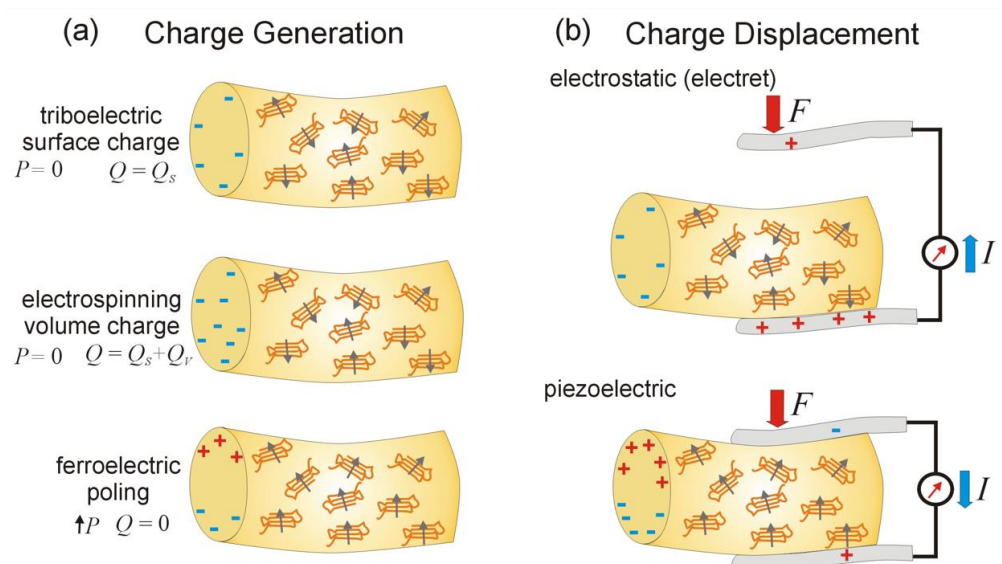 (a) Charge Generation
triboelectric
surface charge
P = 0 Q = Qs
- - - - -
electrospinning
volume charge
P = 0 Q = Qs+QV
- - - - - - - - - -
ferroelectric
poling
↑P Q = 0
+ + +
- - -
(b) Charge Displacement
electrostatic (electret)
F
+
- - - -
I
+ + + +
piezoelectric
F
-
+ + + + +
- - - - -
I
+